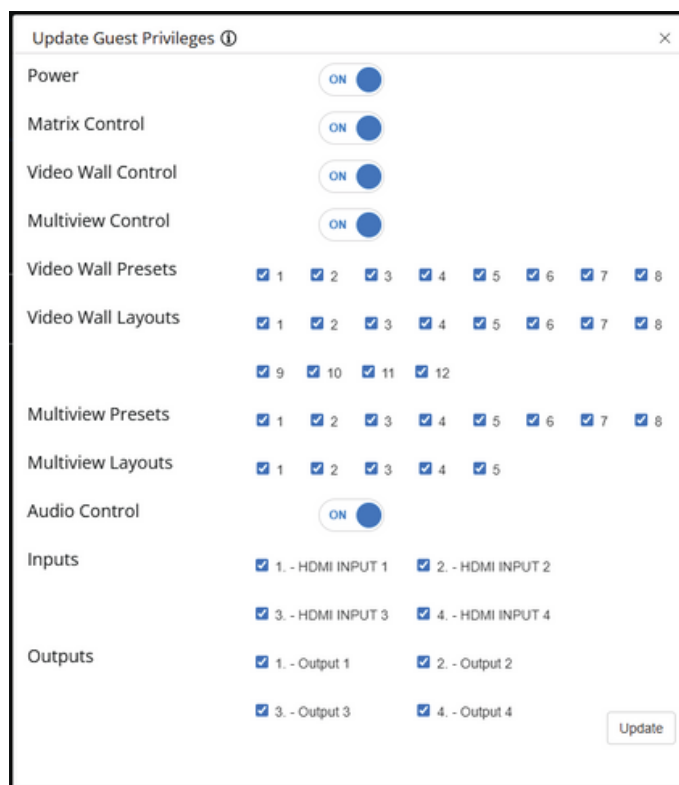 Update Guest Privileges
Power ON
Matrix Control ON
Video Wall Control ON
Multiview Control ON
Video Wall Presets 1 2 3 4 5 6 7 8
Video Wall Layouts 1 2 3 4 5 6 7 8
9 10 11 12
Multiview Presets 1 2 3 4 5 6 7 8
Multiview Layouts 1 2 3 4 5
Audio Control ON
Inputs 1. - HDMI INPUT 1 2. - HDMI INPUT 2
3. - HDMI INPUT 3 4. - HDMI INPUT 4
Outputs 1. - Output 1 2. - Output 2
3. - Output 3 4. - Output 4
Update